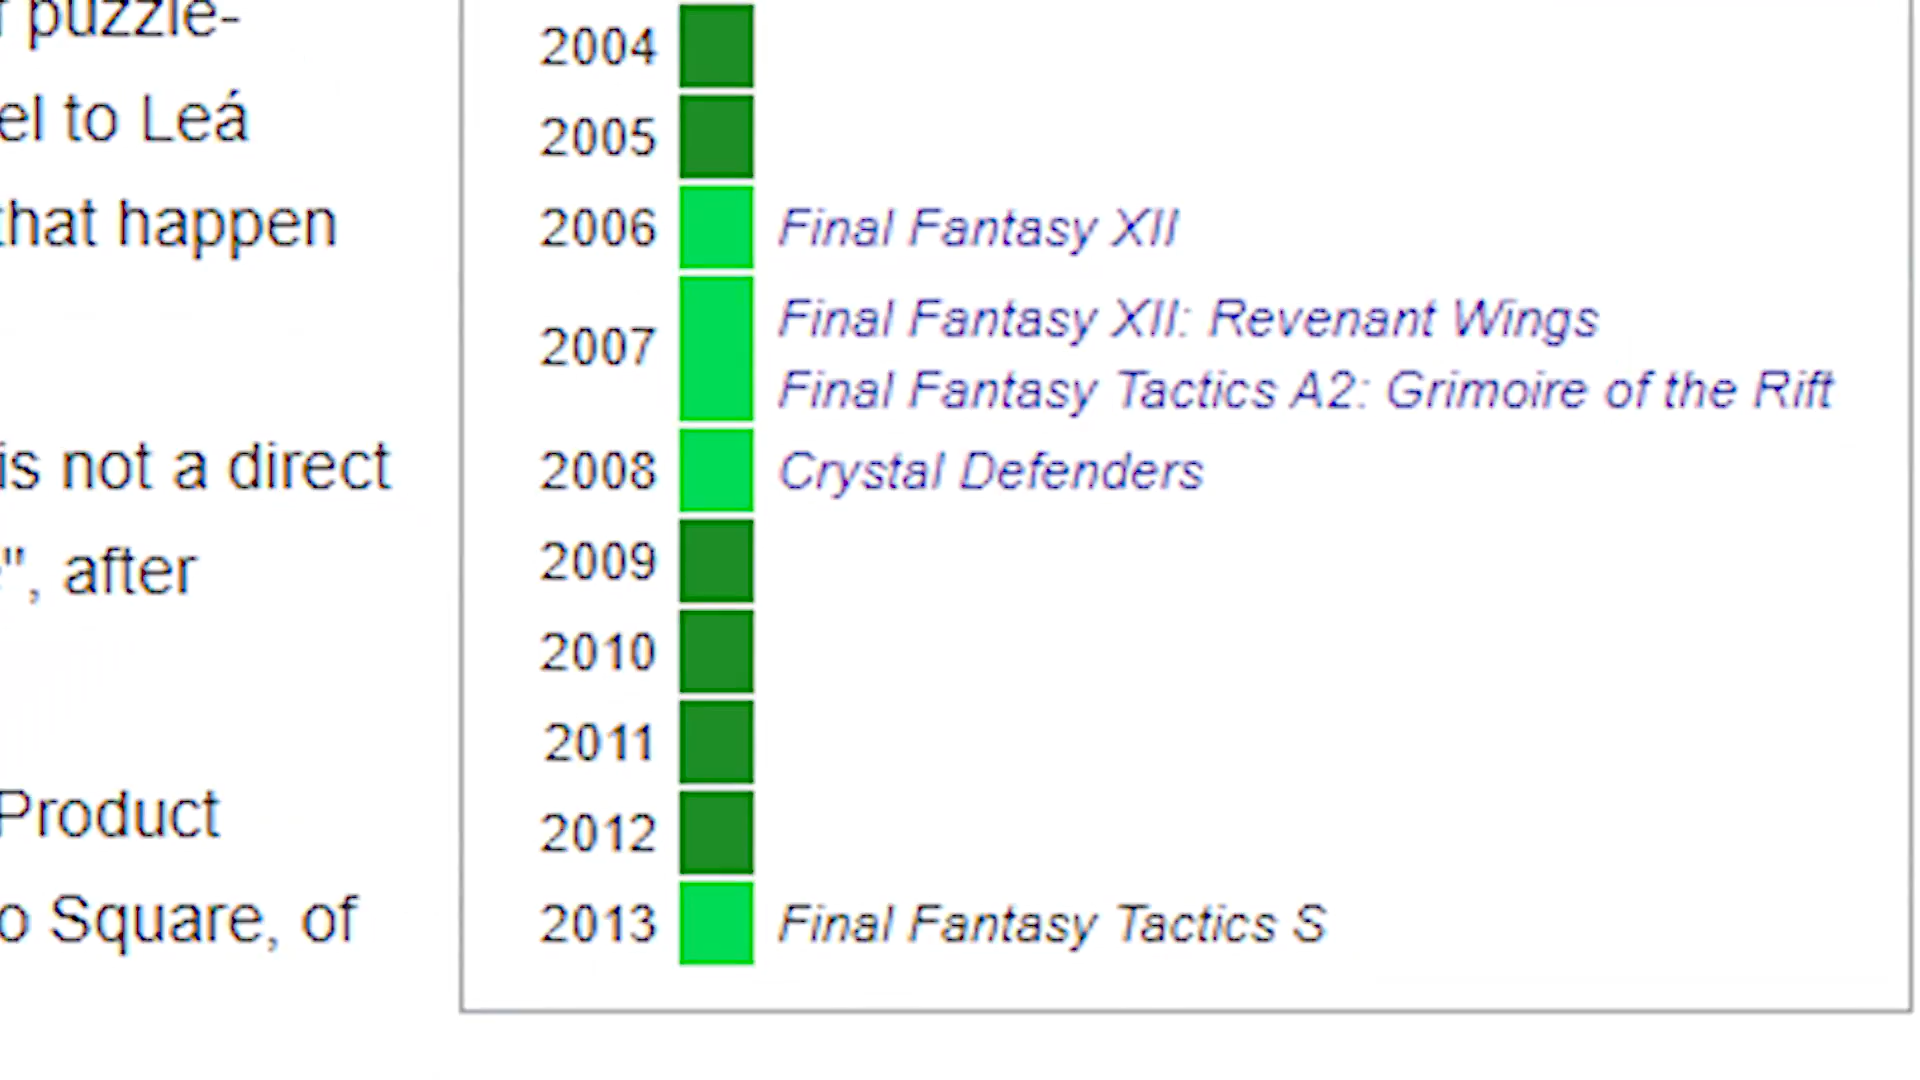 r puzzle-
el to Leá
that happen
is not a direct
", after
Product
o Square, of
2004
2005
2006 Final Fantasy XII
2007 Final Fantasy XII: Revenant Wings
Final Fantasy Tactics A2: Grimoire of the Rift
2008 Crystal Defenders
2009
2010
2011
2012
2013 Final Fantasy Tactics S